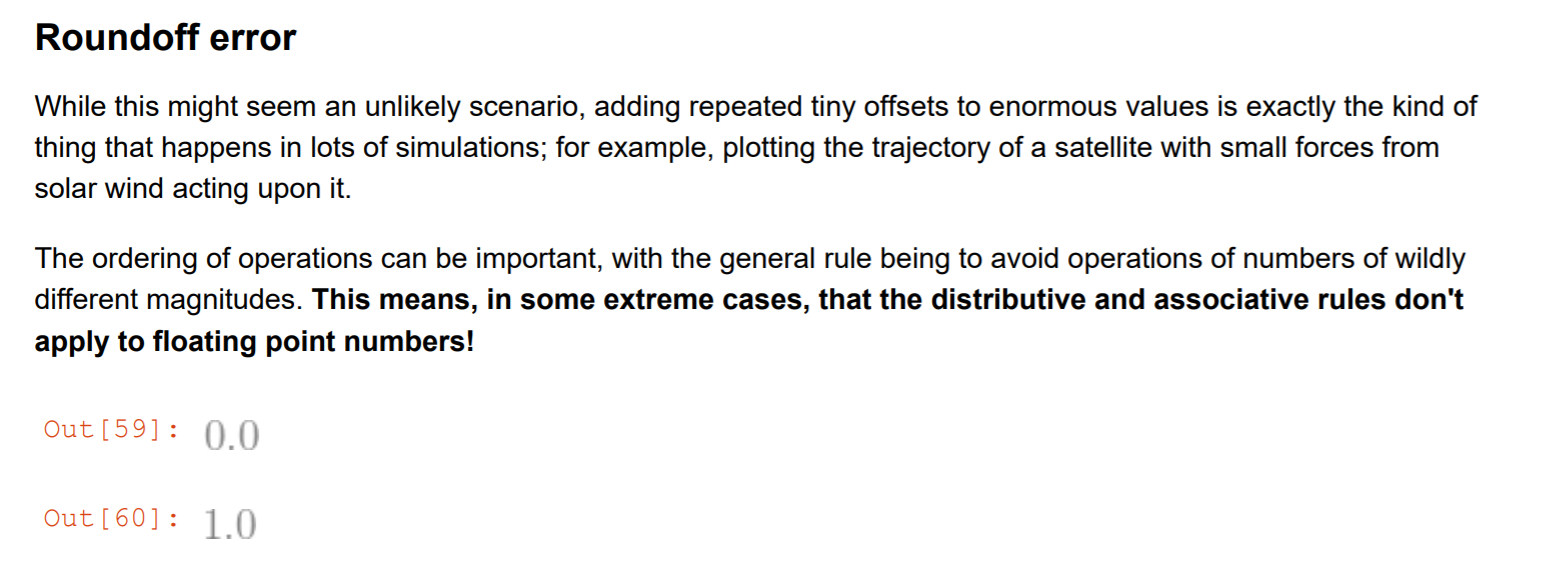 Roundoff error
While this might seem an unlikely scenario, adding repeated tiny offsets to enormous values is exactly the kind of
thing that happens in lots of simulations; for example, plotting the trajectory of a satellite with small forces from
solar wind acting upon it.
The ordering of operations can be important, with the general rule being to avoid operations of numbers of wildly
different magnitudes. This means, in some extreme cases, that the distributive and associative rules don't
apply to floating point numbers!
Out[59]: 0.0
Out[60]: 1.0